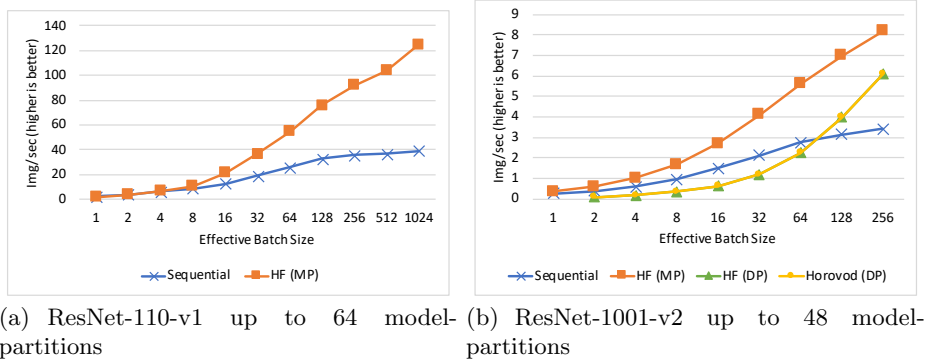 140
120
100
80
60
40
20
0
Img/sec (higher is better)
1 2 4 8 16 32 64 128 256 512 1024
Effective Batch Size
Sequential HF (MP)
(a) ResNet-110-v1 up to 64 model-
partitions
9
8
7
6
5
4
3
2
1
0
Img/sec (higher is better)
1 2 4 8 16 32 64 128 256
Effective Batch Size
Sequential HF (MP) HF (DP) Horovod (DP)
(b) ResNet-1001-v2 up to 48 model-
partitions